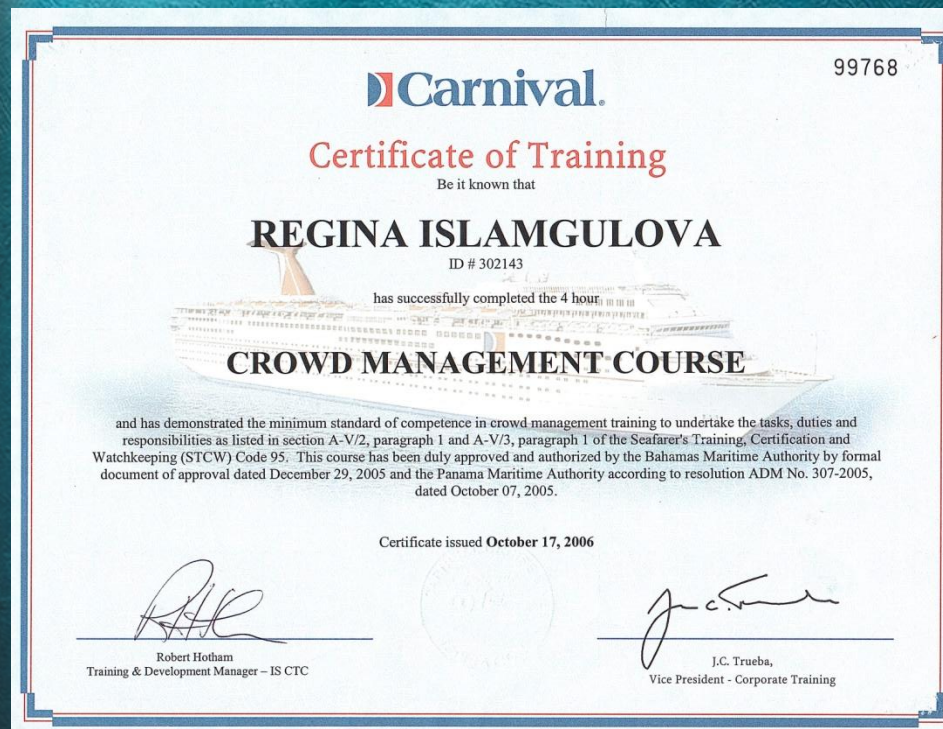 99768
Carnival.
Certificate of Training
Be it known that
REGINA ISLAMGULOVA
ID # 302143
has successfully completed the 4 hour
CROWD MANAGEMENT COURSE
and has demonstrated the minimum standard of competence in crowd management training to undertake the tasks, duties and
responsibilities as listed in section A-V/2, paragraph 1 and A-V/3, paragraph 1 of the Seafarer's Training, Certification and
Watchkeeping (STCW) Code 95. This course has been duly approved and authorized by the Bahamas Maritime Authority by formal
document of approval dated December 29, 2005 and the Panama Maritime Authority according to resolution ADM No. 307-2005,
dated October 07, 2005.
Certificate issued October 17, 2006
Robert Hotham
Training & Development Manager – IS CTC
J.C. Trueba,
Vice President - Corporate Training